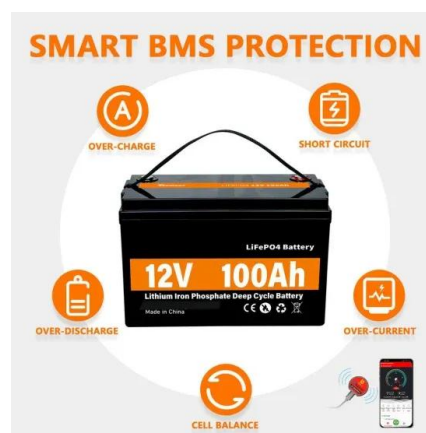 SMART BMS PROTECTION
A
OVER-CHARGE
SHORT CIRCUIT
LiFePO4 Battery
12V 100Ah
Lithium Iron Phosphate Deep Cycle Battery
Made in China
CE
OVER-DISCHARGE
OVER-CURRENT
CELL BALANCE